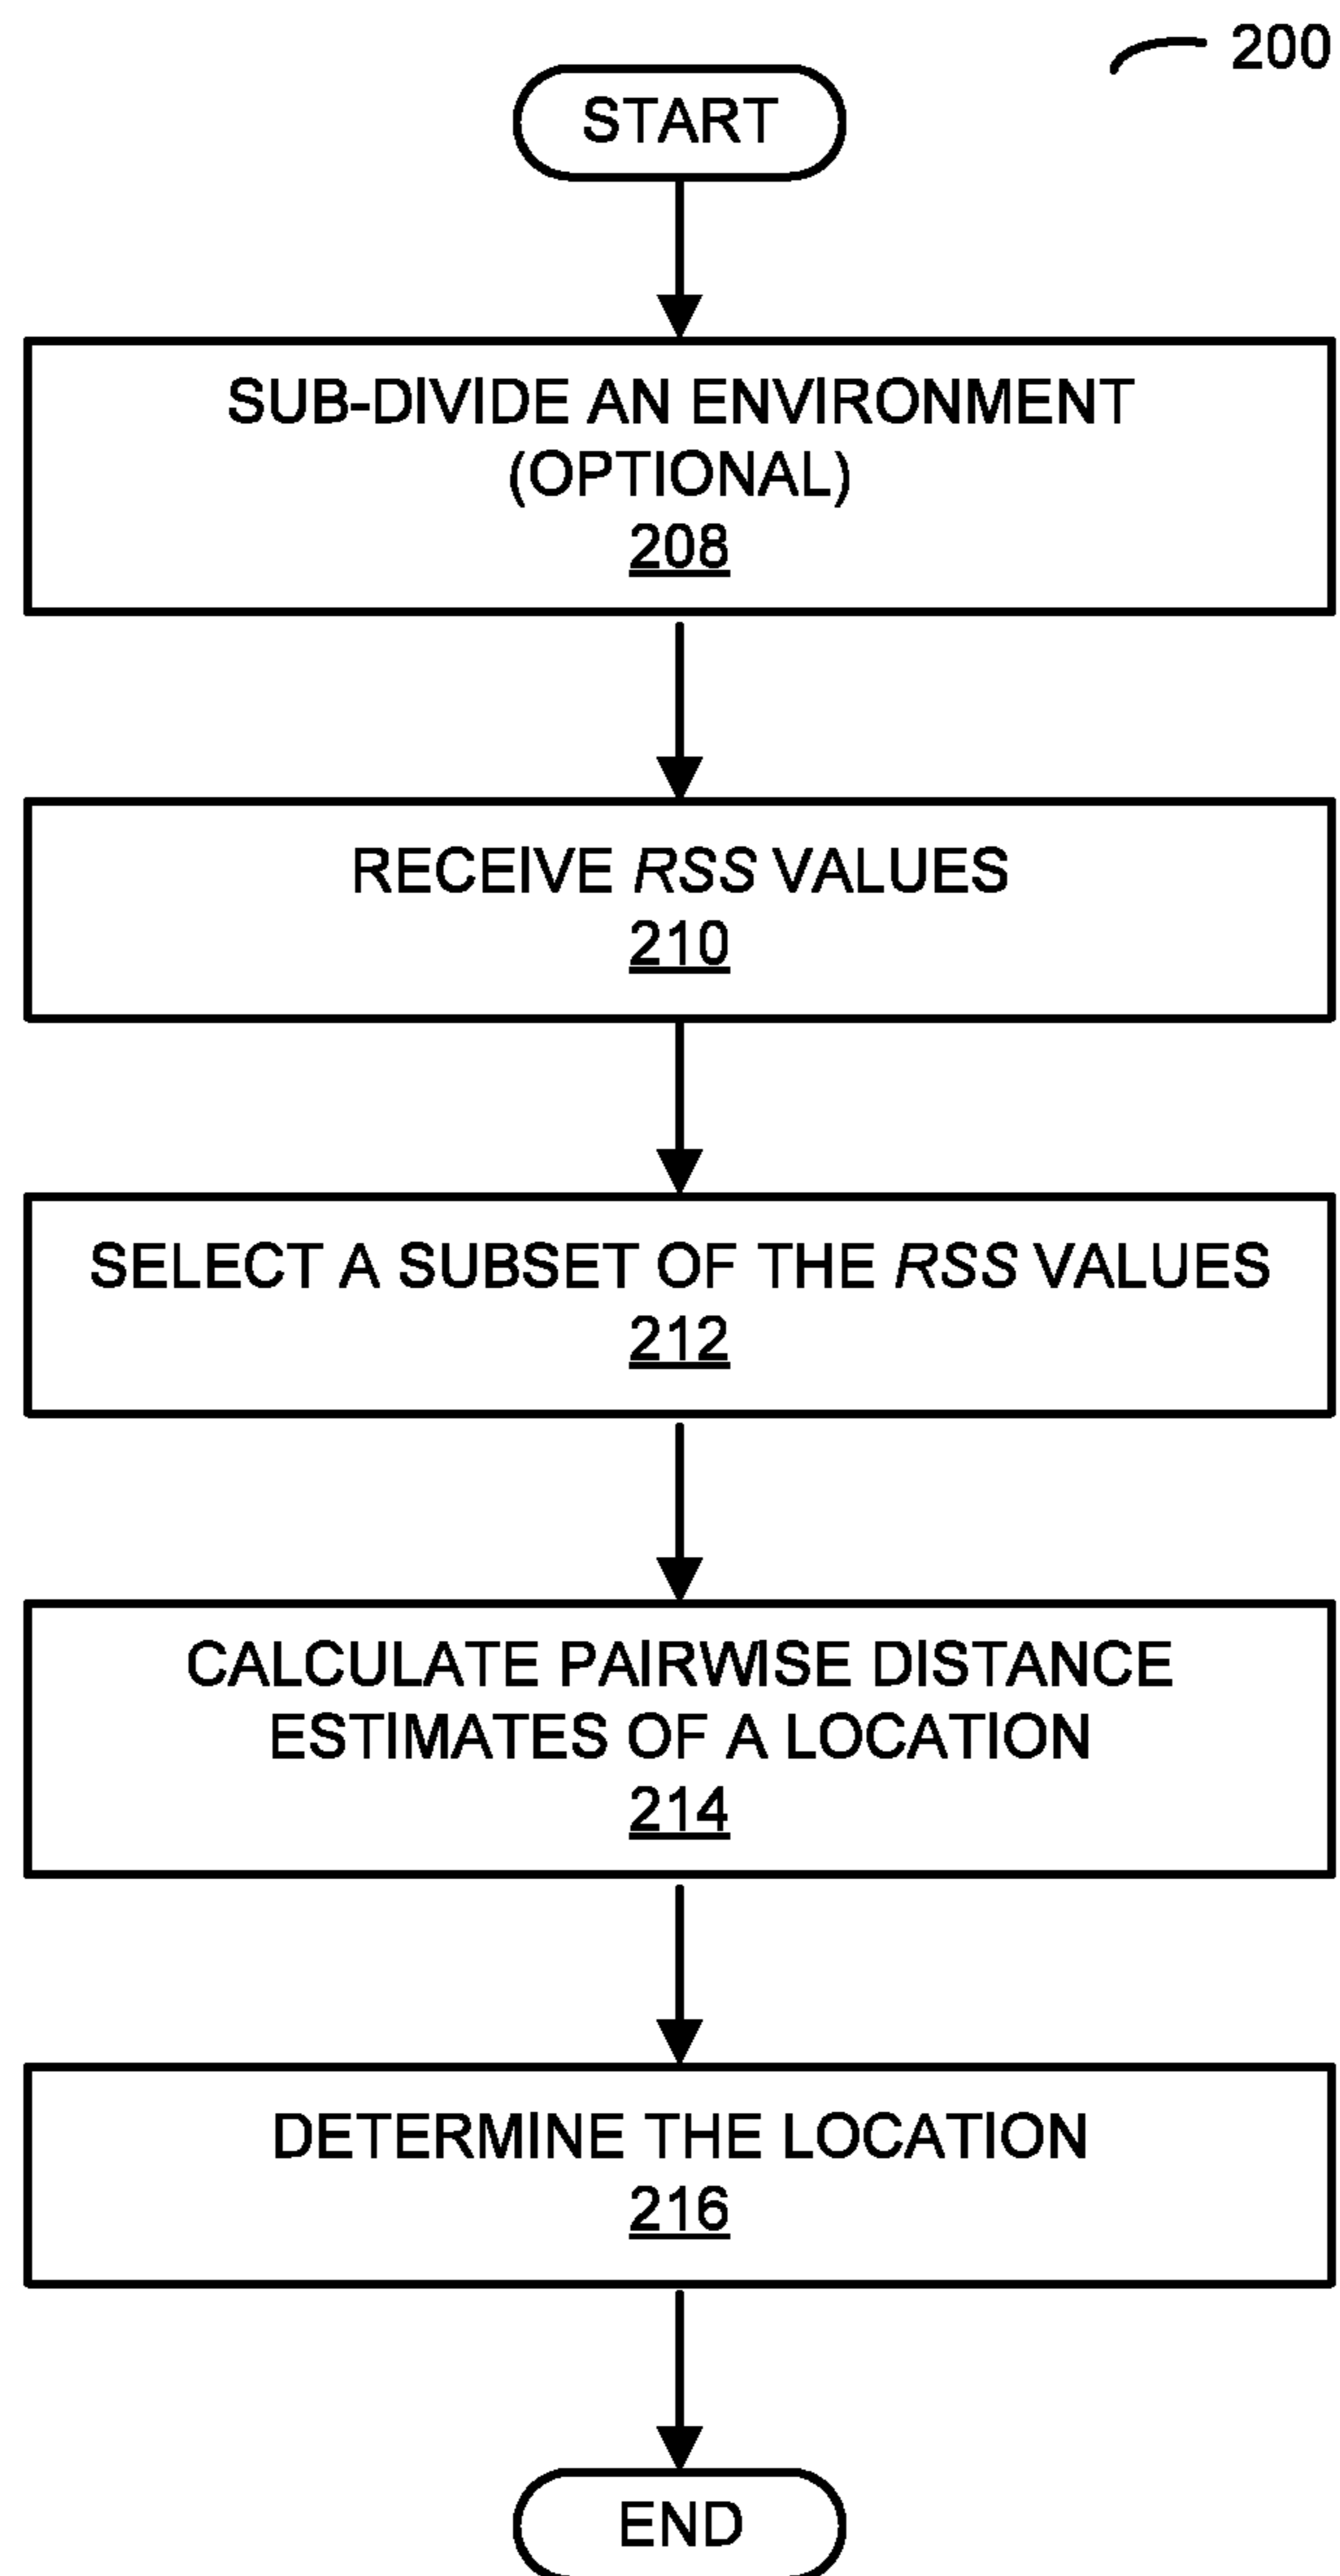 200
START
SUB-DIVIDE AN ENVIRONMENT
(OPTIONAL)
208
RECEIVE RSS VALUES
210
SELECT A SUBSET OF THE RSS VALUES
212
CALCULATE PAIRWISE DISTANCE
ESTIMATES OF A LOCATION
214
DETERMINE THE LOCATION
216
END